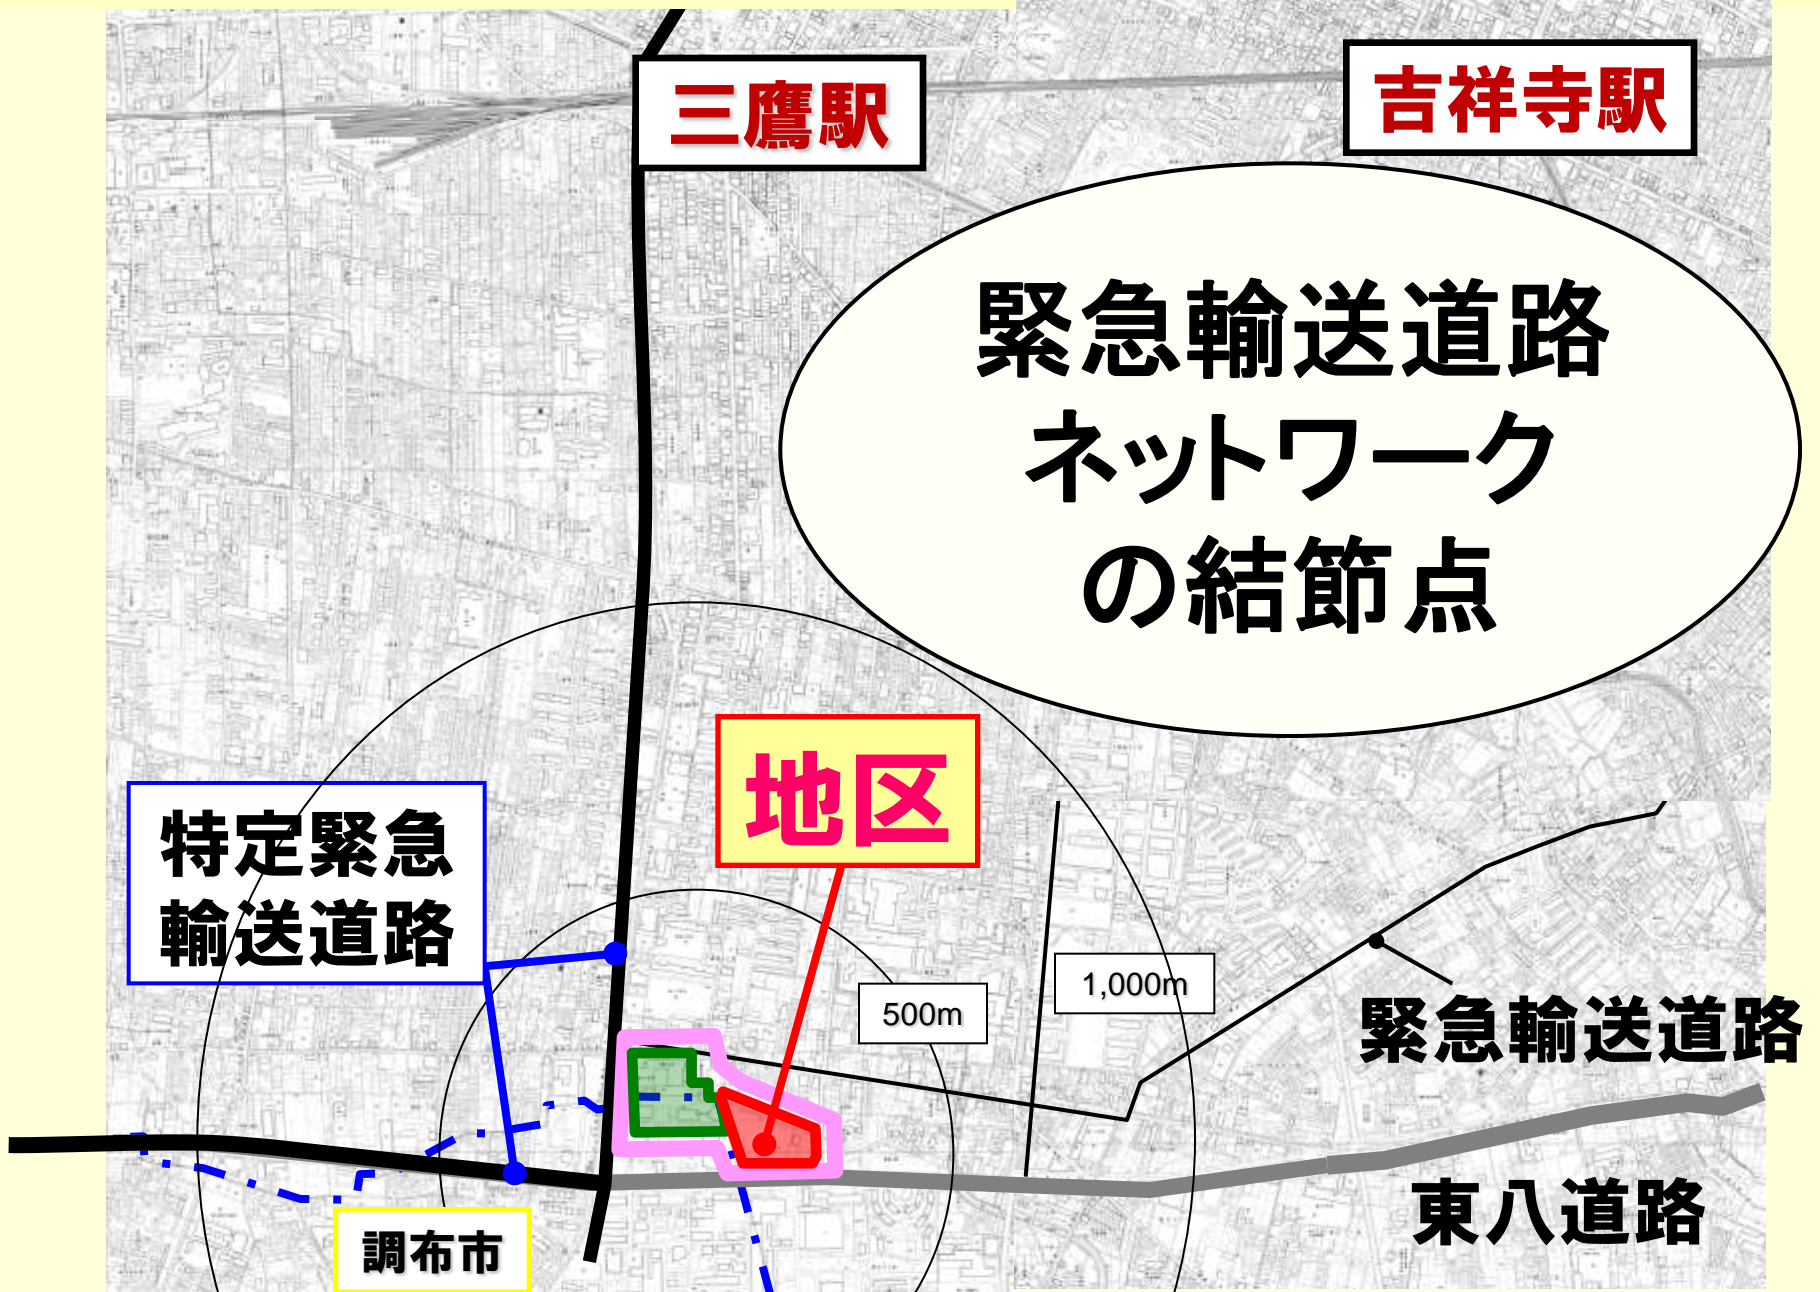 三鷹駅
吉祥寺駅
緊急輸送道路
ネットワーク
の結節点
地区
特定緊急
輸送道路
500m
1,000m
緊急輸送道路
東八道路
調布市